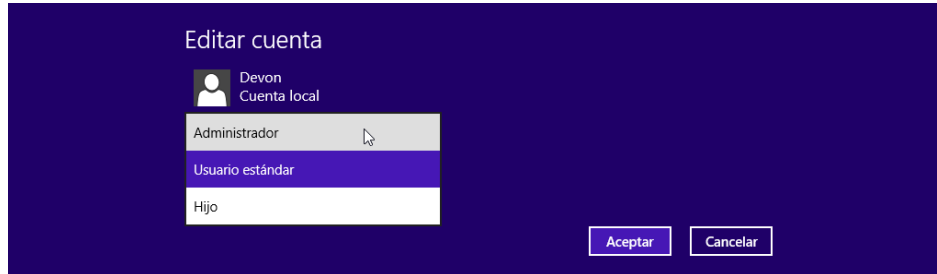 Editar cuenta
Devon
Cuenta local
Administrador
Usuario estándar
Hijo
Aceptar Cancelar